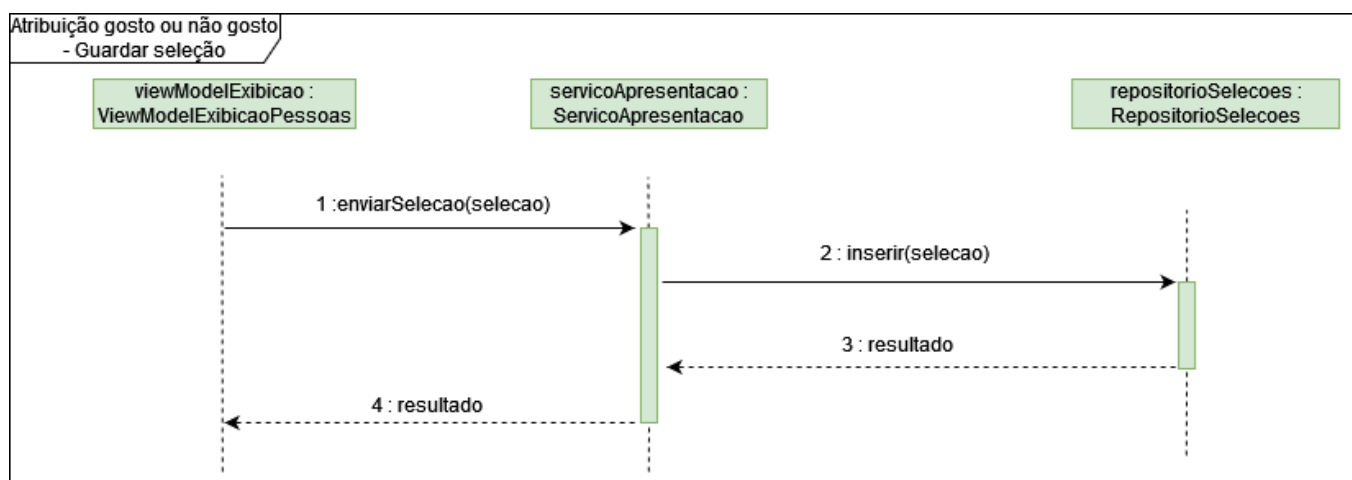 Atribuição gosto ou não gosto
- Guardar seleção
viewModelExibicao :
ViewModelExibicaoPessoas
servicoApresentacao :
ServicoApresentacao
repositorioSelecoes :
RepositorioSelecoes
1 :enviarSelecao(selecao)
2 : inserir(selecao)
3 : resultado
4 : resultado